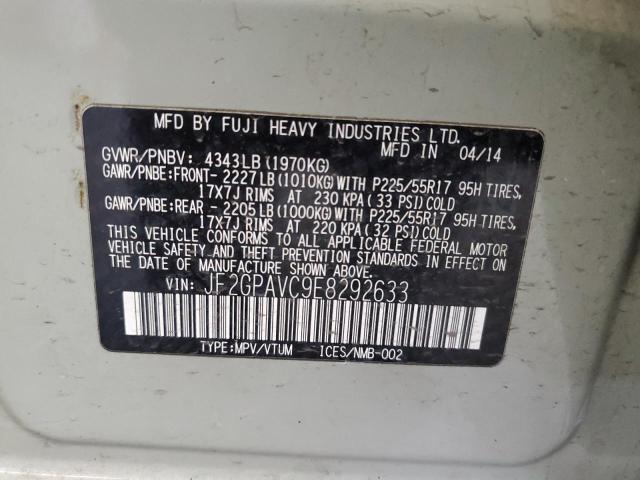 MFD BY FUJI HEAVY INDUSTRIES LTD.
MFD IN 04/14
GVWR/PNBV: 4343LB(1970KG)
GAWR/PNBE:FRONT- 2227LB(1010KG)WITH P225/55R17 95H TIRES,
17X7J RIMS AT 230 KPA(33 PSI)COLD
GAWR/PNBE:REAR - 2205LB(1000KG)WITH P225/55R17 95H TIRES,
17X7J RIMS AT 220 KPA(32 PSI)COLD
THIS VEHICLE CONFORMS TO ALL APPLICABLE FEDERAL MOTOR
VEHICLE SAFETY AND THEFT PREVENTION STANDARDS IN EFFECT ON
THE DATE OF MANUFACTURE SHOWN ABOVE.
VIN: JF2GPAVC9E8292633
TYPE:MPV/VTUM ICES/NMB-002